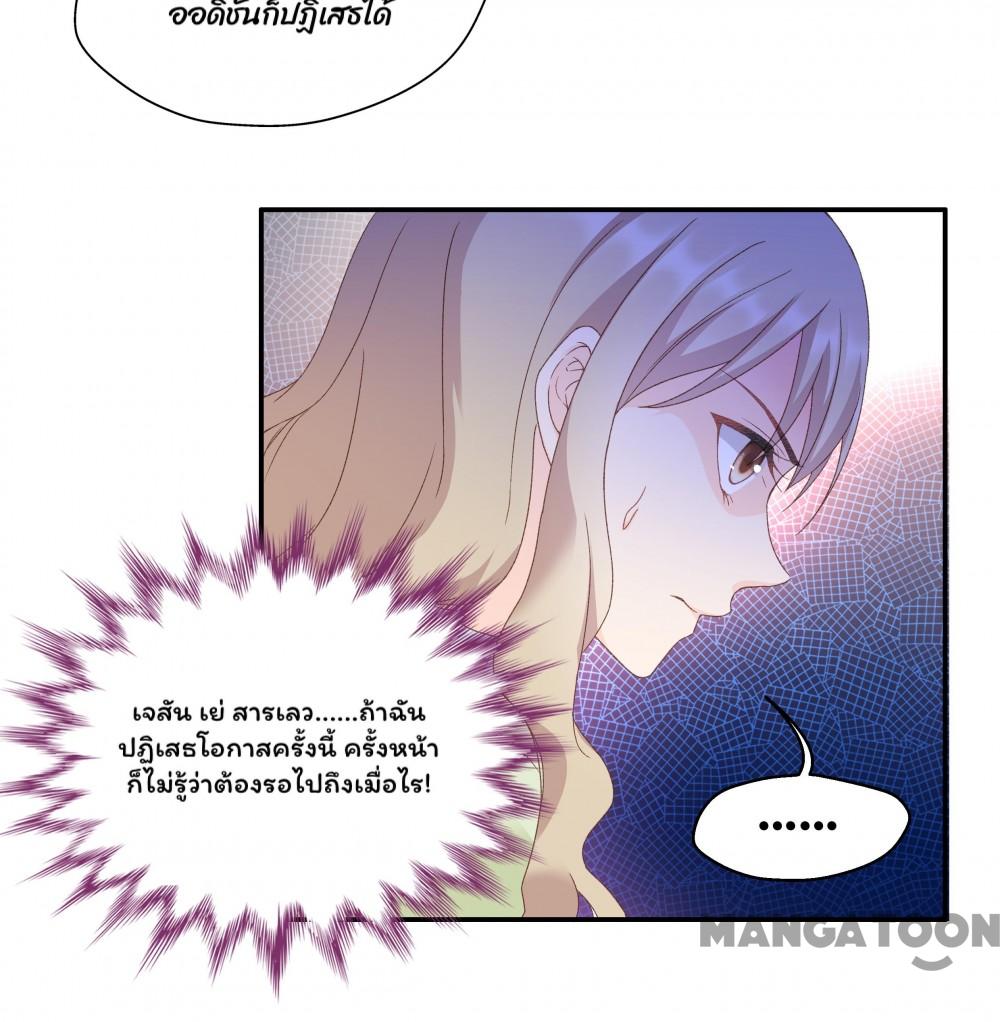 ออดิชันก็ปฏิเสธได้
เจสัน เย่ สารเลว......ถ้าฉัน
ปฏิเสธโอกาสครั้งนี้ ครั้งหน้า
ก็ไม่รู้ว่าต้องรอไปถึงเมื่อไร!
......
MANGATOON